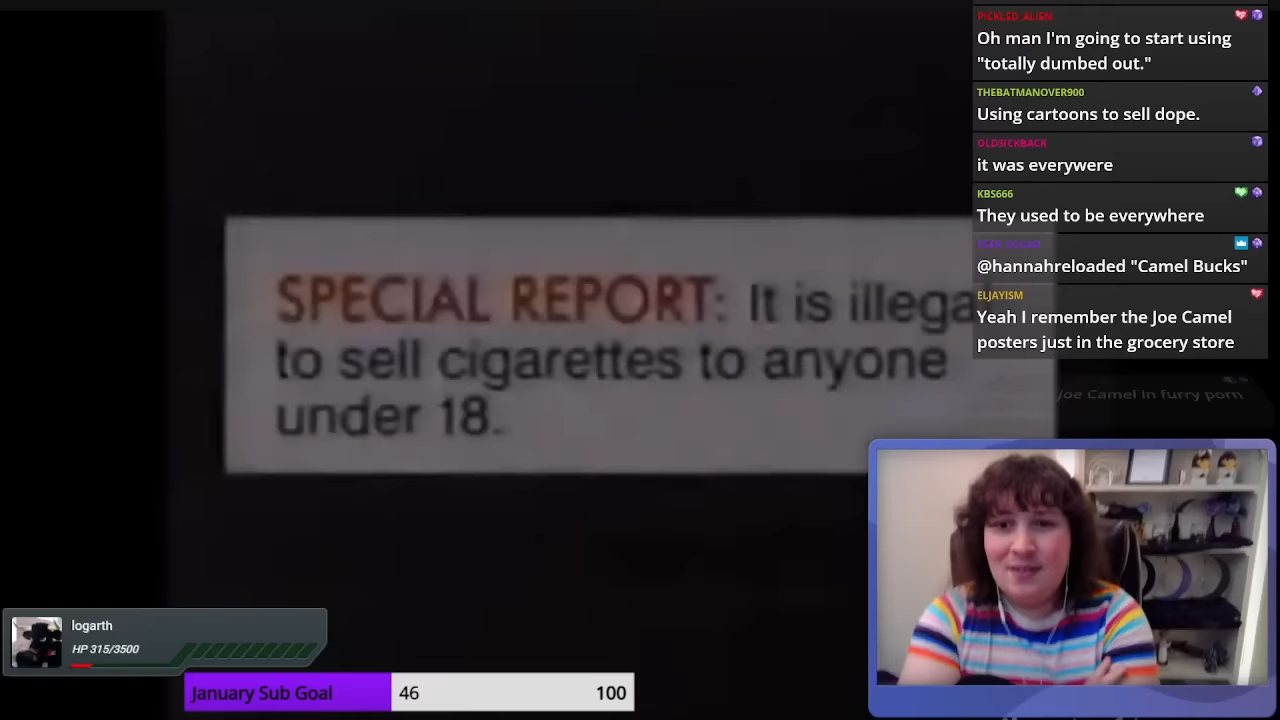 PICKLED_ALIEN
Oh man I'm going to start using
"totally dumbed out."
THEBATMANOVER900
Using cartoons to sell dope.
OLDSICKBACK
it was everywere
KBS666
They used to be everywhere
@hannahreloaded "Camel Bucks"
ELJAYISM
Yeah I remember the Joe Camel
posters just in the grocery store
Joe Camel in furry porn
SPECIAL REPORT: It is illega
to sell cigarettes to anyone
under 18.
logarth
HP 315/3500
January Sub Goal 46 100